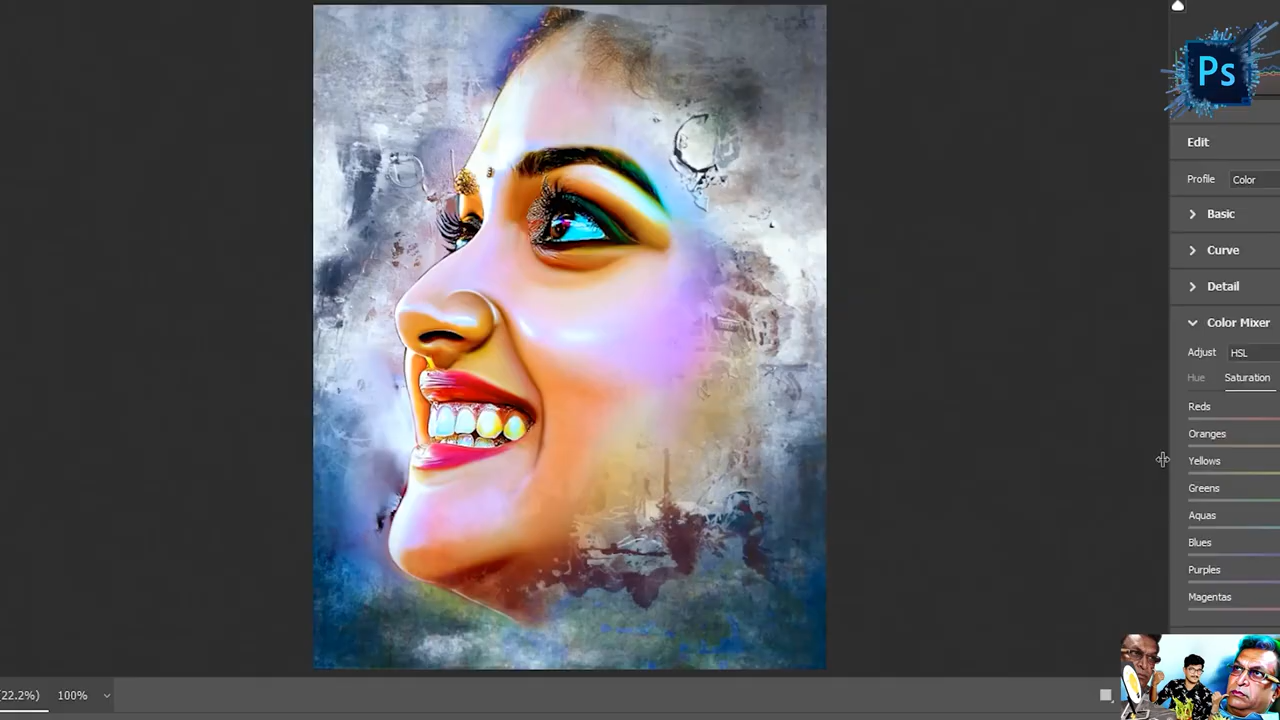 Ps
Edit
Profile Color
Basic
Curve
Detail
Color Mixer
Adjust HSL
Hue Saturation
Reds
Oranges
Yellows
Greens
Aquas
Blues
Purples
Magentas
(22.2%) 100%